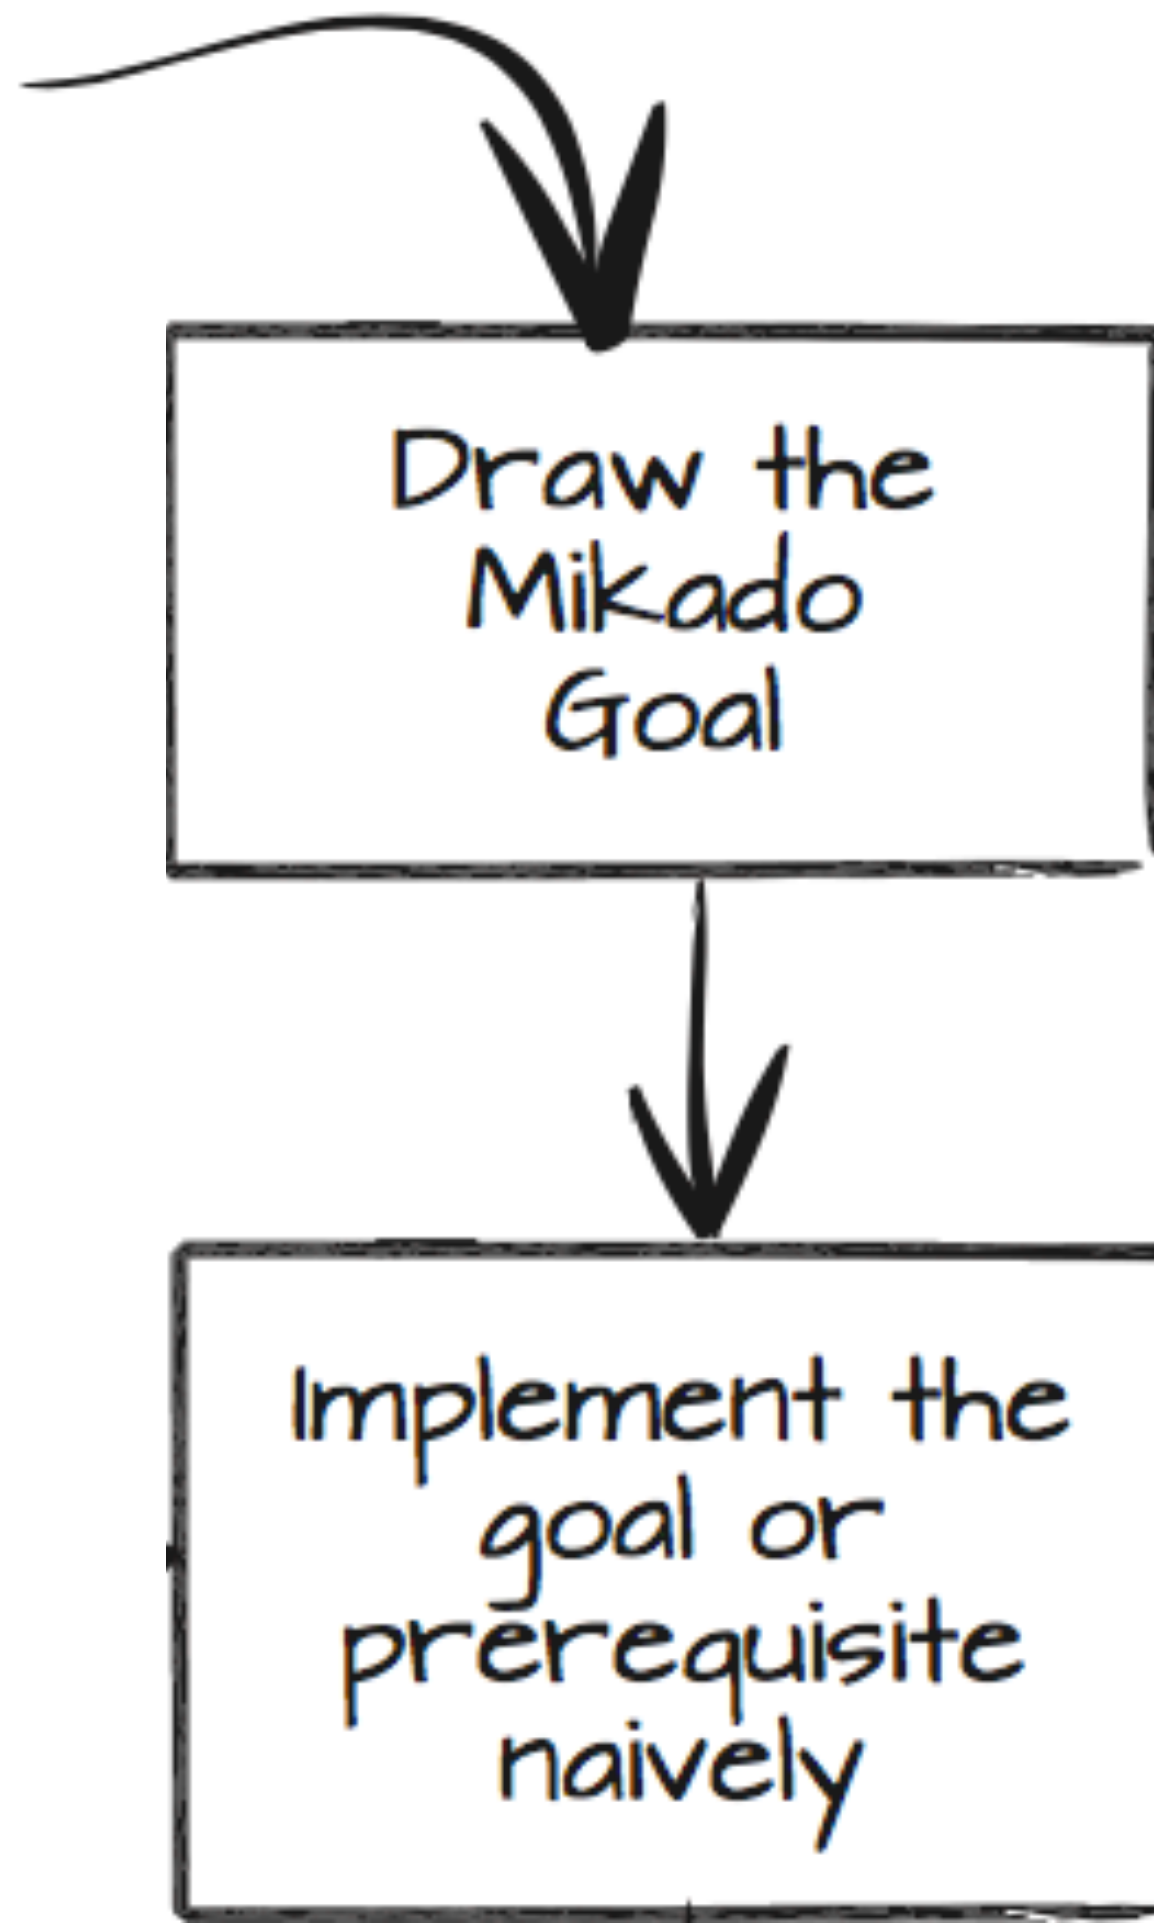 Draw the
Mikado
Goal
Implement the
goal or
prerequisite
naively